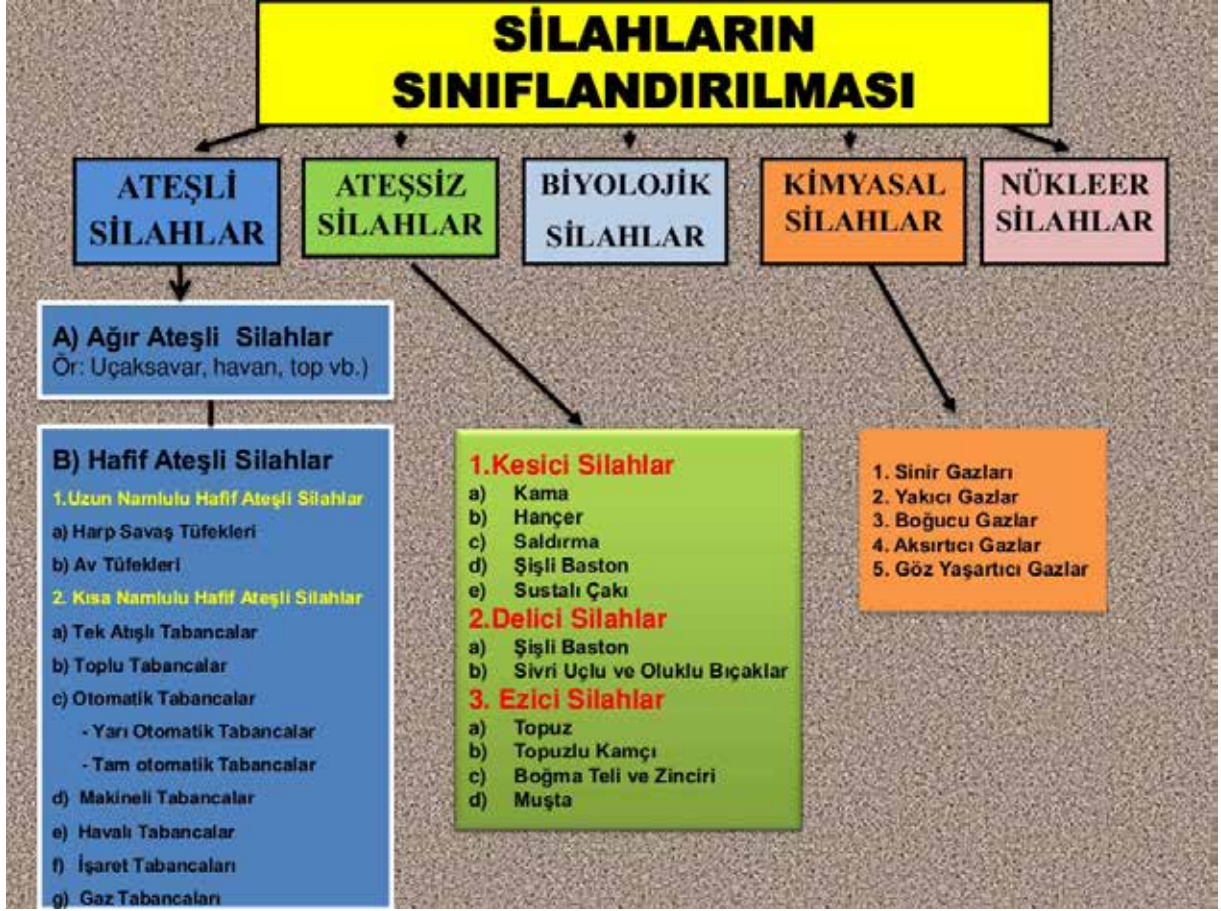 SİLAHLARIN
SINIFLANDIRILMASI
ATEŞLİ
SİLAHLAR
ATEŞSİZ
SİLAHLAR
BİYOLOJİK
SİLAHLAR
KİMYASAL
SİLAHLAR
NÜKLEER
SİLAHLAR
A) Ağır Ateşli Silahlar
Ör: Uçaksavar, havan, top vb.)
B) Hafif Ateşli Silahlar
1.Uzun Namlulu Hafif Ateşli Silahlar
a) Harp Savaş Tüfekleri
b) Av Tüfekleri
2. Kısa Namlulu Hafif Ateşli Silahlar
a) Tek Atışlı Tabancalar
b) Toplu Tabancalar
c) Otomatik Tabancalar
- Yarı Otomatik Tabancalar
- Tam otomatik Tabancalar
d) Makineli Tabancalar
e) Havalı Tabancalar
f) İşaret Tabancaları
g) Gaz Tabancaları
1.Kesici Silahlar
a) Kama
b) Hançer
c) Saldırma
d) Şişli Baston
e) Sustalı Çakı
2.Delici Silahlar
a) Şişli Baston
b) Sivri Uçlu ve Oluklu Bıçaklar
3. Ezici Silahlar
a) Topuz
b) Topuzlu Kamçı
c) Boğma Teli ve Zinciri
d) Muşta
1. Sinir Gazları
2. Yakıcı Gazlar
3. Boğucu Gazlar
4. Aksırtıcı Gazlar
5. Göz Yaşartıcı Gazlar